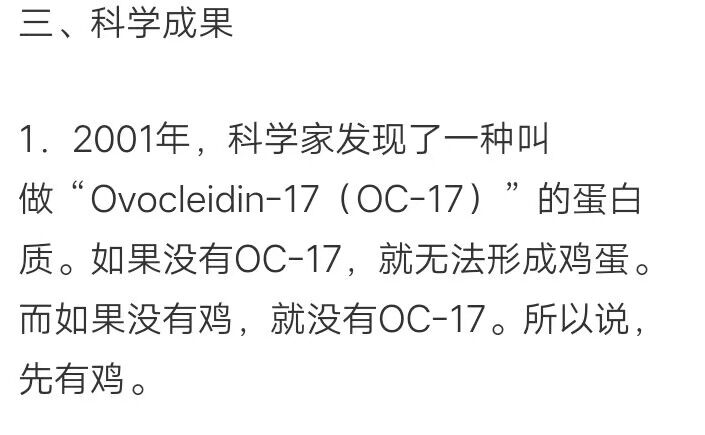 三、科学成果
1. 2001年，科学家发现了一种叫
做“Ovocleidin-17（OC-17）”的蛋白
质。如果没有OC-17，就无法形成鸡蛋。
而如果没有鸡，就没有OC-17。所以说，
先有鸡。